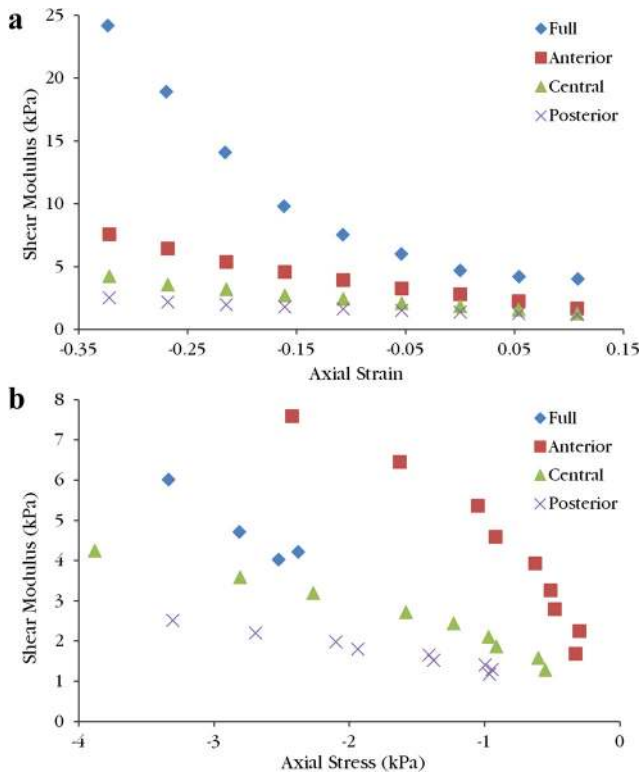 a
25
20
15
10
5
0
Shear Modulus (kPa)
-0.35
-0.25
-0.15
-0.05
0.05
0.15
Axial Strain
Full
Anterior
Central
Posterior
b
8
7
6
5
4
3
2
1
0
Shear Modulus (kPa)
-4
-3
-2
-1
0
Axial Stress (kPa)
Full
Anterior
Central
Posterior